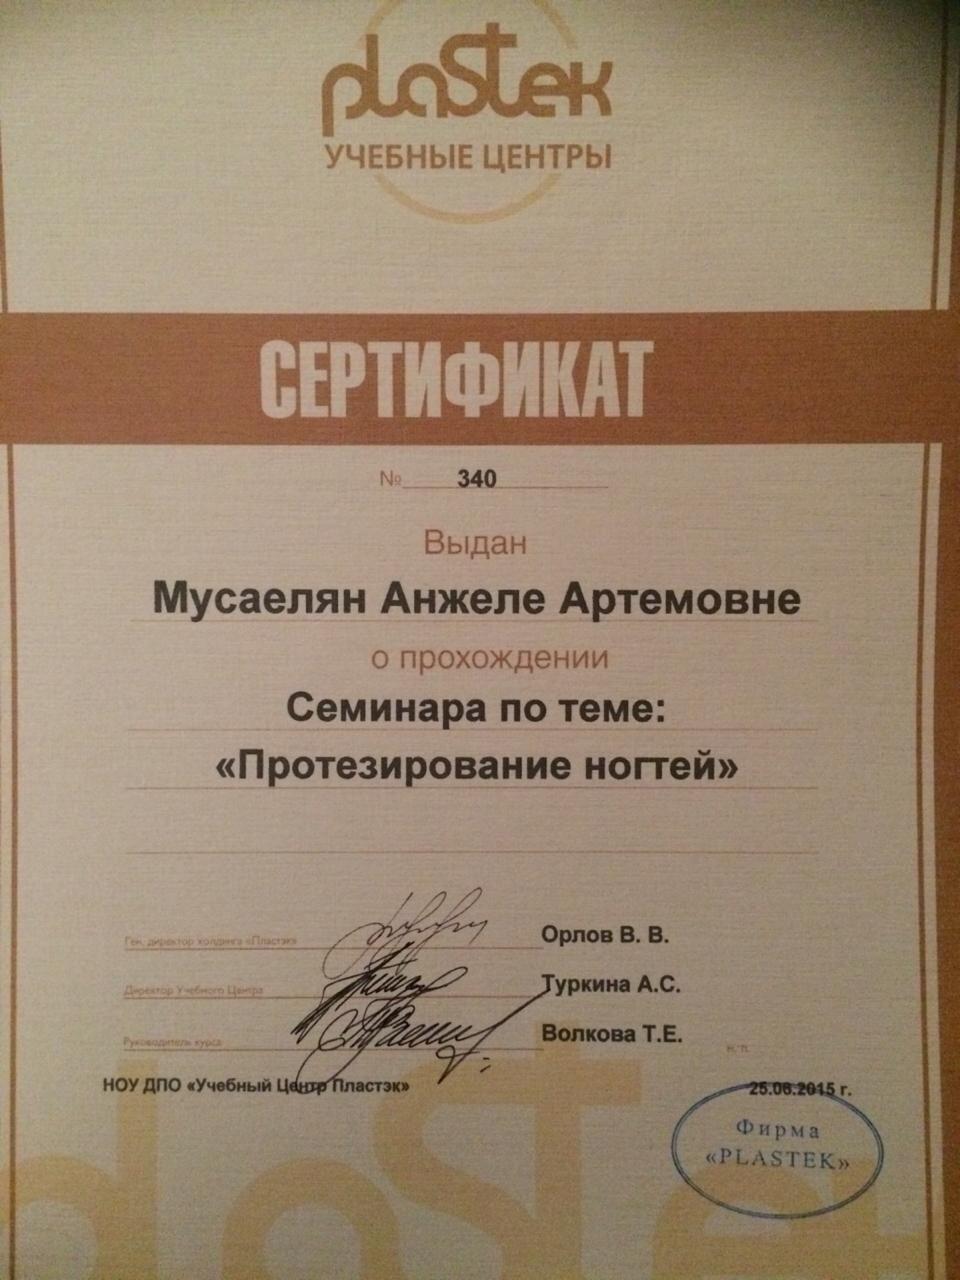 plastek
УЧЕБНЫЕ ЦЕНТРЫ
СЕРТИФИКАТ
№ 340
Выдан
Мусаелян Анжеле Артемовне
о прохождении
Семинара по теме:
«Протезирование ногтей»
Ген. директор холдинга «Пластэк» Орлов В. В.
Директор Учебного Центра Туркина А.С.
Руководитель курса Волкова Т.Е.
м. п.
НОУ ДПО «Учебный Центр Пластэк» 25.06.2015 г.
Фирма
«PLASTEK»
plastek